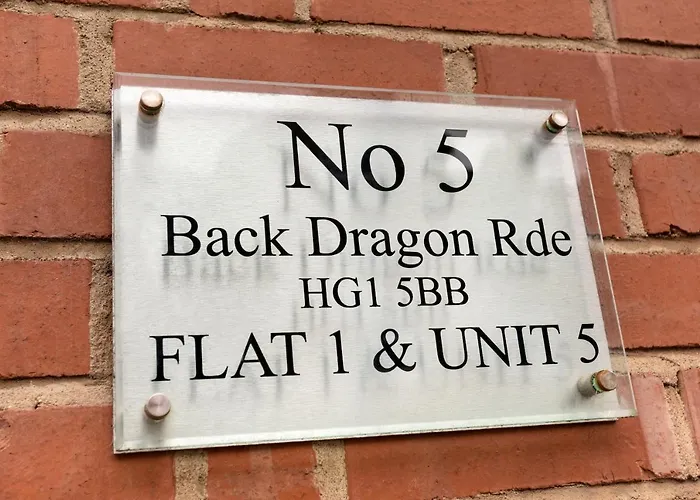 No 5
Back Dragon Rde
HG1 5BB
FLAT 1 & UNIT 5